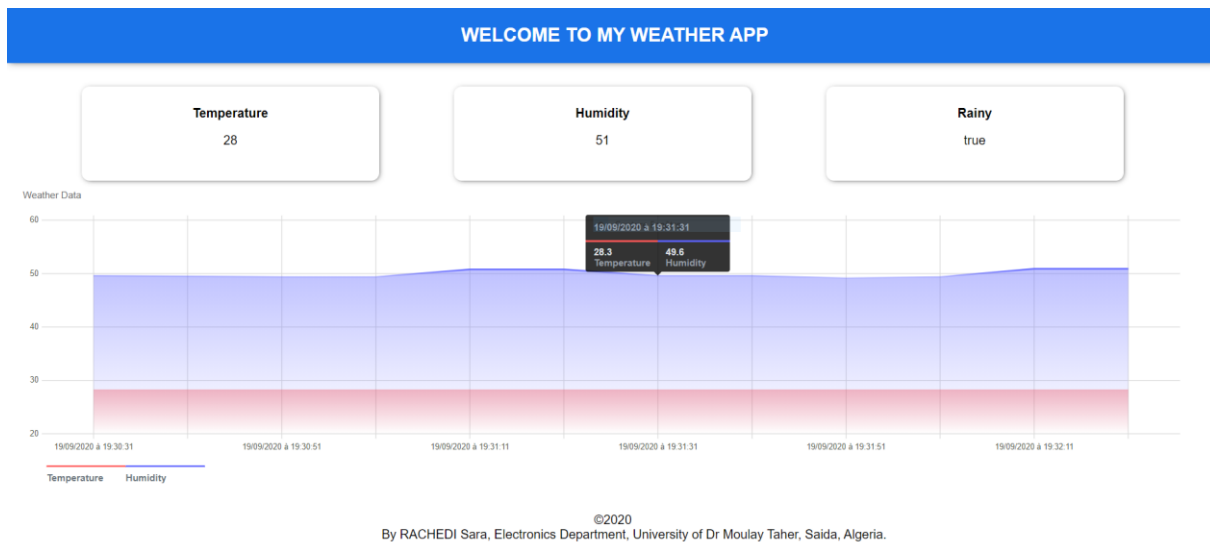 WELCOME TO MY WEATHER APP
Temperature
28
Humidity
51
Rainy
true
Weather Data
60
50
40
30
20
19/09/2020 à 19:31:31
28.3
Temperature
49.6
Humidity
19/09/2020 à 19:30:31
19/09/2020 à 19:30:51
19/09/2020 à 19:31:11
19/09/2020 à 19:31:31
19/09/2020 à 19:31:51
19/09/2020 à 19:32:11
Temperature
Humidity
©2020
By RACHEDI Sara, Electronics Department, University of Dr Moulay Taher, Saida, Algeria.